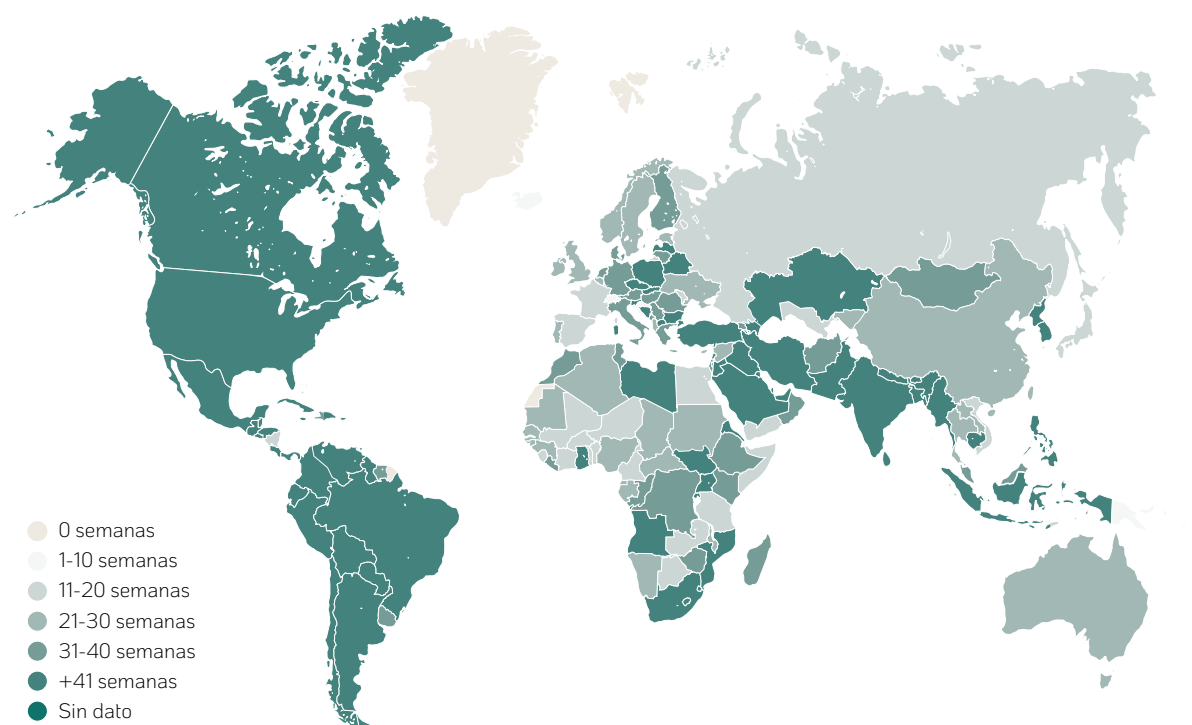 0 semanas
1-10 semanas
11-20 semanas
21-30 semanas
31-40 semanas
+41 semanas
Sin dato